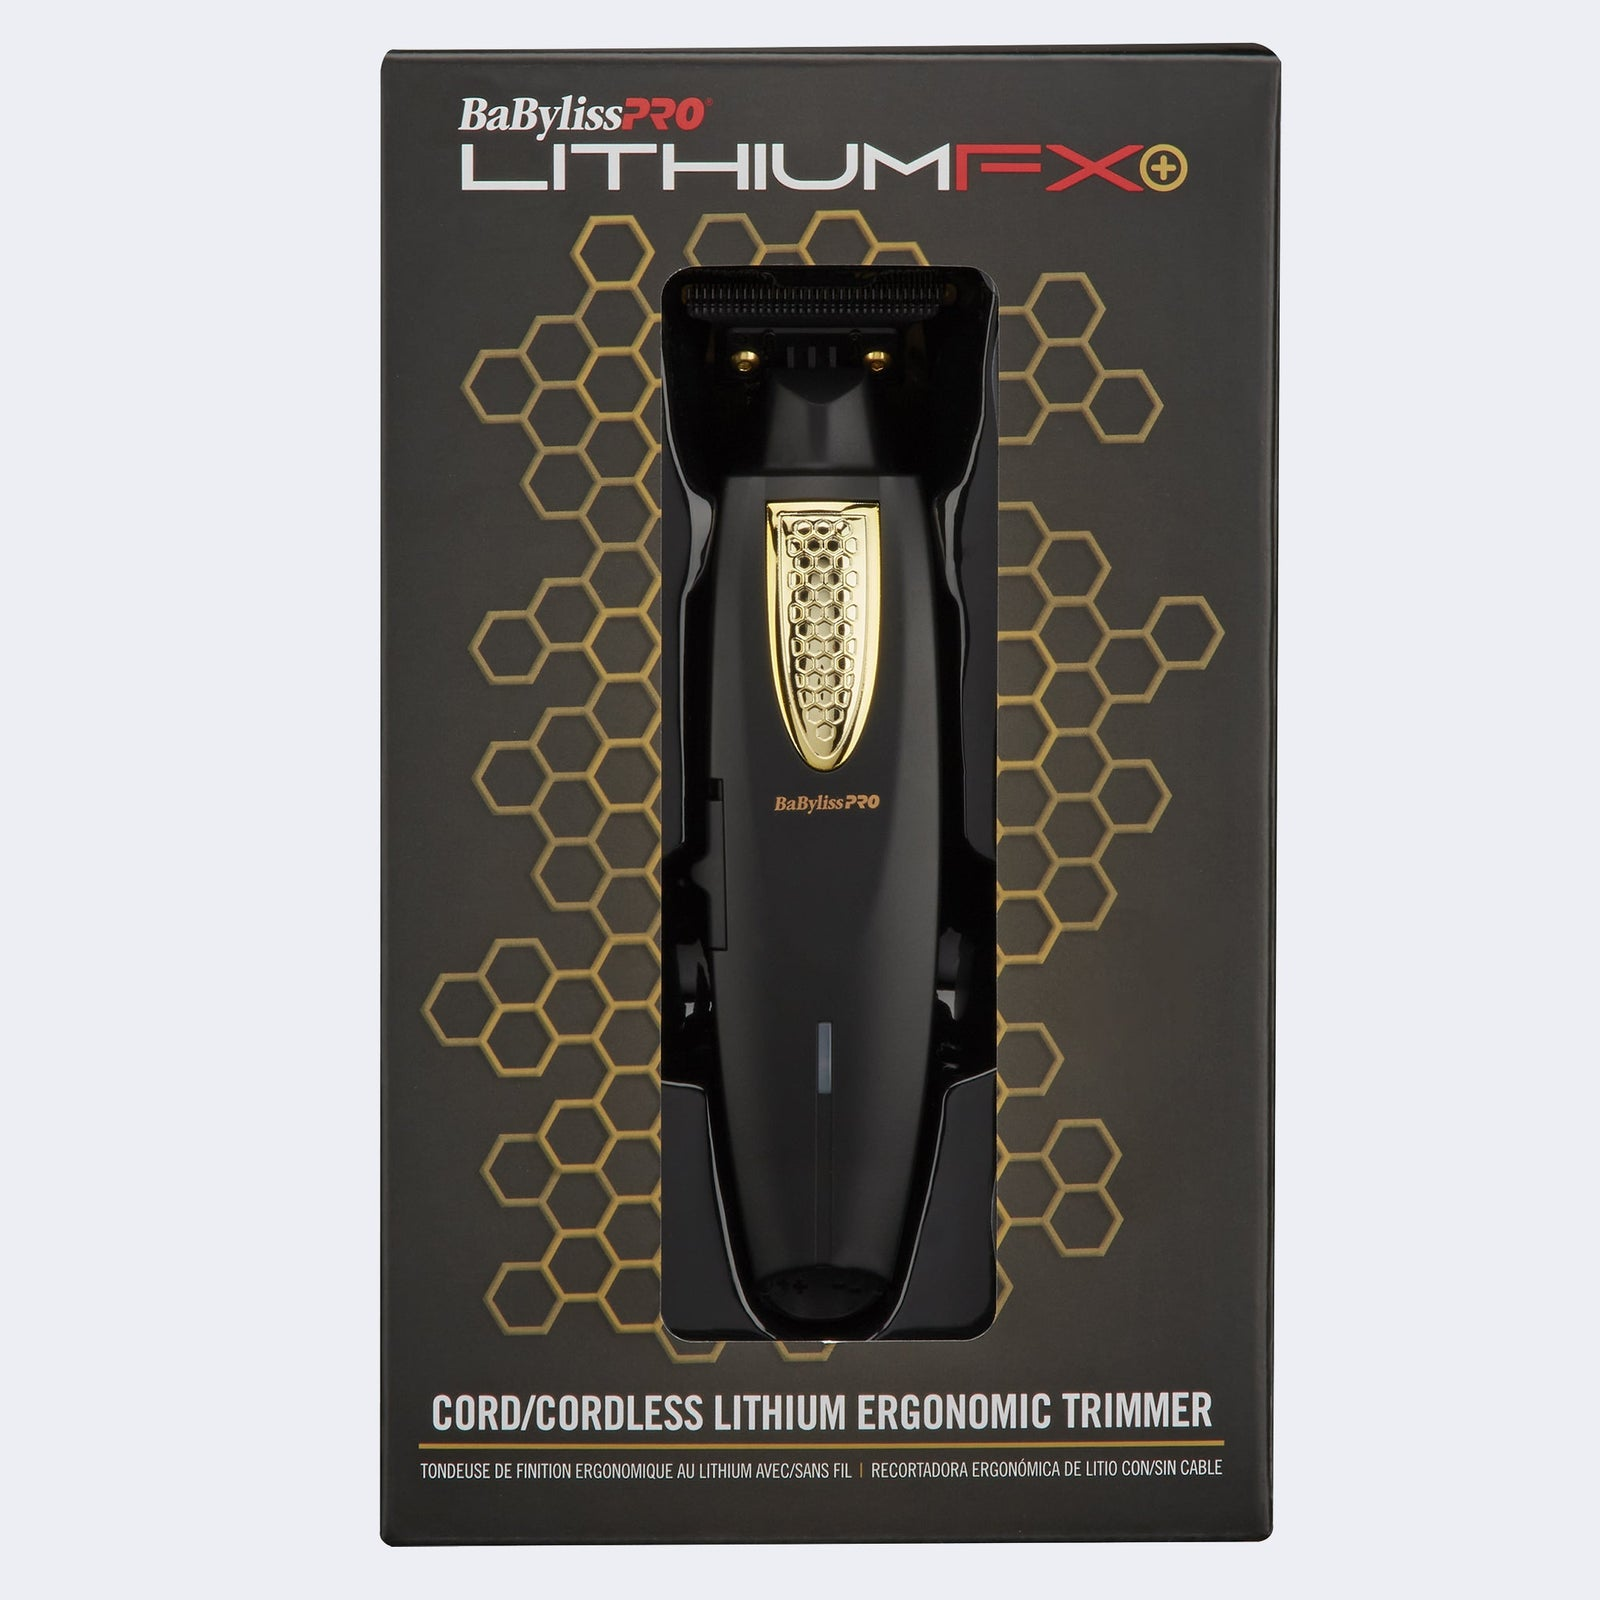 BaBylissPRO®
LITHIUMFX+
BaBylissPRO
CORD/CORDLESS LITHIUM ERGONOMIC TRIMMER
TONDEUSE DE FINITION ERGONOMIQUE AU LITHIUM AVEC/SANS FIL | RECORTADORA ERGONÓMICA DE LITIO CON/SIN CABLE